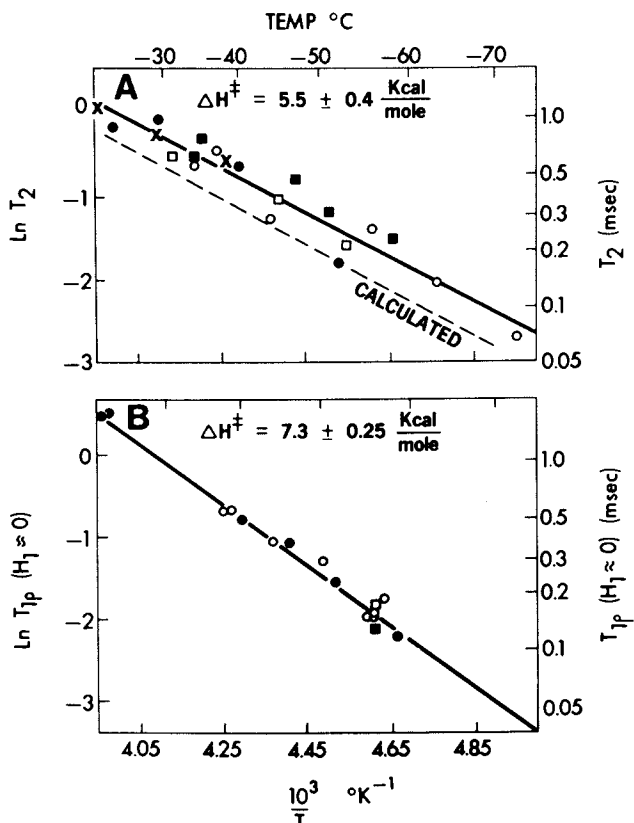 TEMP °C
-30 -40 -50 -60 -70
A
ΔH‡ = 5.5 ± 0.4 Kcal/mole
0
-1
-2
-3
Ln T2
1.0
0.5
0.3
0.2
0.1
0.05
T2 (msec)
CALCULATED
B
ΔH‡ = 7.3 ± 0.25 Kcal/mole
0
-1
-2
-3
Ln T1ρ (H1 ≈ 0)
1.0
0.5
0.3
0.2
0.1
0.05
T1ρ (H1 ≈ 0) (msec)
4.05 4.25 4.45 4.65 4.85
10³/T °K⁻¹